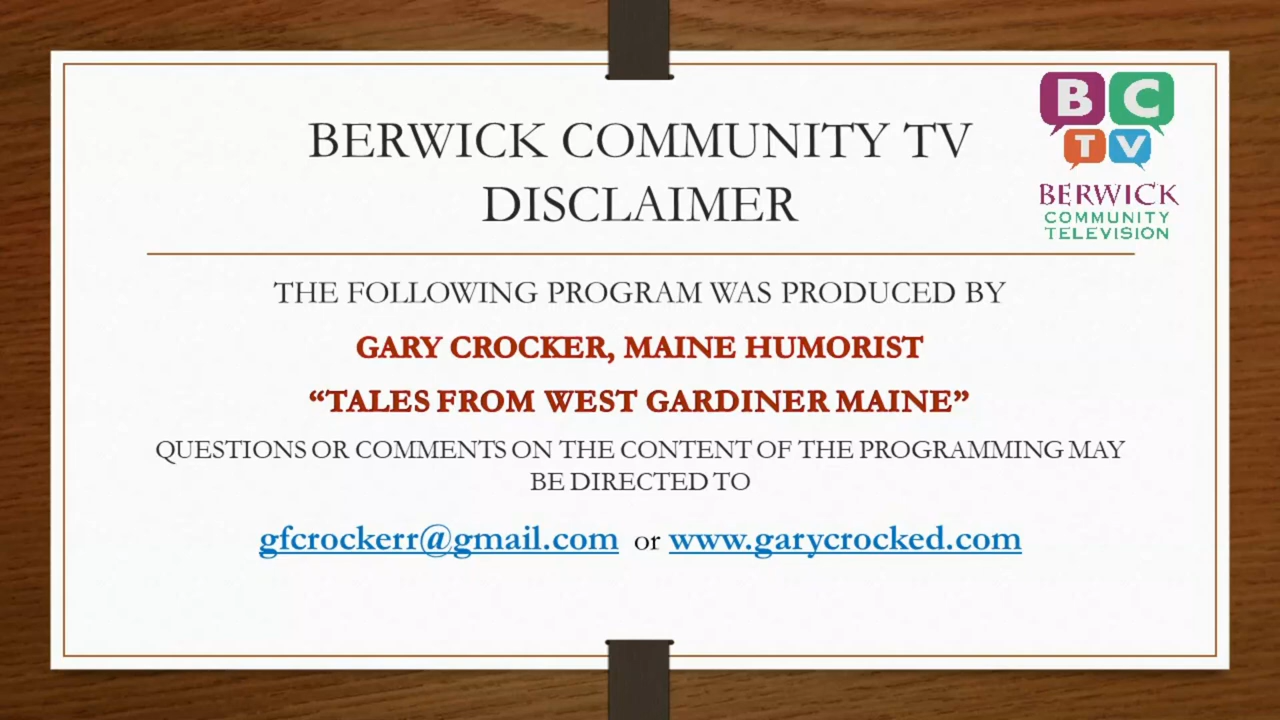 BERWICK COMMUNITY TV
DISCLAIMER
B C
T V
BERWICK
COMMUNITY
TELEVISION
THE FOLLOWING PROGRAM WAS PRODUCED BY
GARY CROCKER, MAINE HUMORIST
“TALES FROM WEST GARDINER MAINE”
QUESTIONS OR COMMENTS ON THE CONTENT OF THE PROGRAMMING MAY
BE DIRECTED TO
gfcrockerr@gmail.com or www.garycrocked.com